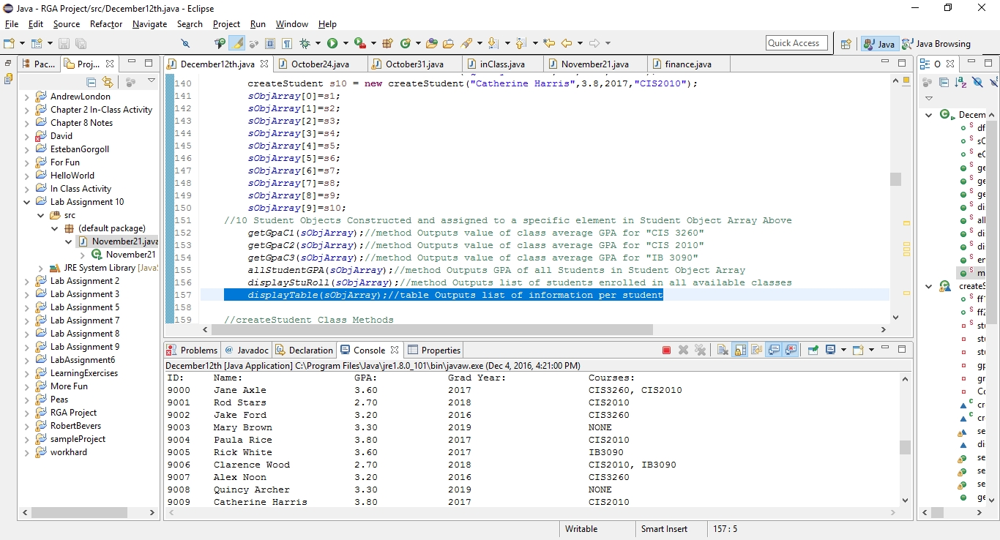 Java - RGA Project/src/December12th.java - Eclipse
File Edit Source Refactor Navigate Search Project Run Window Help
Quick Access
Java
Java Browsing
Pac...
Proj...
AndrewLondon
Chapter 2 In-Class Activity
Chapter 8 Notes
David
EstebanGorgoll
For Fun
HelloWorld
In Class Activity
Lab Assignment 10
src
(default package)
November21.java
November21
JRE System Library [Java
Lab Assignment 2
Lab Assignment 3
Lab Assignment 5
Lab Assignment 7
Lab Assignment 8
Lab Assignment 9
LabAssignment6
LearningExercises
More Fun
Peas
RGA Project
RobertBevers
sampleProject
workhard
December12th.java October24.java October31.java inClass.java November21.java finance.java
140 createStudent s10 = new createStudent("Catherine Harris",3.8,2017,"CIS2010");
141 sObjArray[0]=s1;
142 sObjArray[1]=s2;
143 sObjArray[2]=s3;
144 sObjArray[3]=s4;
145 sObjArray[4]=s5;
146 sObjArray[5]=s6;
147 sObjArray[6]=s7;
148 sObjArray[7]=s8;
149 sObjArray[8]=s9;
150 sObjArray[9]=s10;
151 //10 Student Objects Constructed and assigned to a specific element in Student Object Array Above
152 getGpaC1(sObjArray);//method Outputs value of class average GPA for "CIS 3260"
153 getGpaC2(sObjArray);//method Outputs value of class average GPA for "CIS 2010"
154 getGpaC3(sObjArray);//method Outputs value of class average GPA for "IB 3090"
155 allStudentGPA(sObjArray);//method Outputs GPA of all Students in Student Object Array
156 displayStuRoll(sObjArray);//method Outputs list of students enrolled in all available classes
157 displayTable(sObjArray);//table Outputs list of information per student
158
159 //createStudent Class Methods
Problems @ Javadoc Declaration Console Properties
December12th [Java Application] C:\Program Files\Java\jre1.8.0_101\bin\javaw.exe (Dec 4, 2016, 4:21:00 PM)
ID: Name: GPA: Grad Year: Courses:
9000 Jane Axle 3.60 2017 CIS3260, CIS2010
9001 Rod Stars 2.70 2018 CIS2010
9002 Jake Ford 3.20 2016 CIS3260
9003 Mary Brown 3.30 2019 NONE
9004 Paula Rice 3.80 2017 CIS2010
9005 Rick White 3.60 2017 IB3090
9006 Clarence Wood 2.70 2018 CIS2010, IB3090
9007 Alex Noon 3.20 2016 CIS3260
9008 Quincy Archer 3.30 2019 NONE
9009 Catherine Harris 3.80 2017 CIS2010
O
Decem
df
sC
eC
ge
ge
ge
di
all
di
di
en
m
createS
ff1
ff2
stu
stu
stu
gp
gr
Co
cr
cr
se
di
se
se
se
ge
Writable
Smart Insert
157 : 5